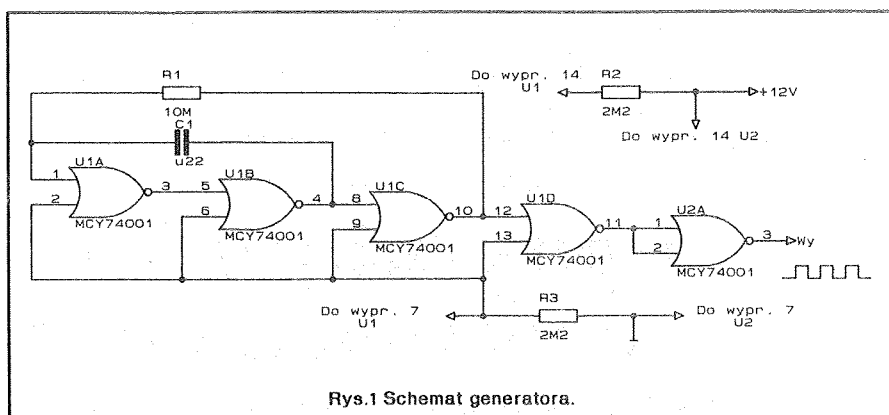 R1
10M
C1
u22
Do wypr. 14
U1
R2
2M2
+12V
Do wypr. 14 U2
U1A
1
2
3
MCY74001
U1B
5
6
4
MCY74001
U1C
8
9
10
MCY74001
U1D
12
13
11
MCY74001
U2A
1
2
3
MCY74001
Wy
Do wypr. 7
U1
R3
2M2
Do wypr. 7
U2
Rys.1 Schemat generatora.